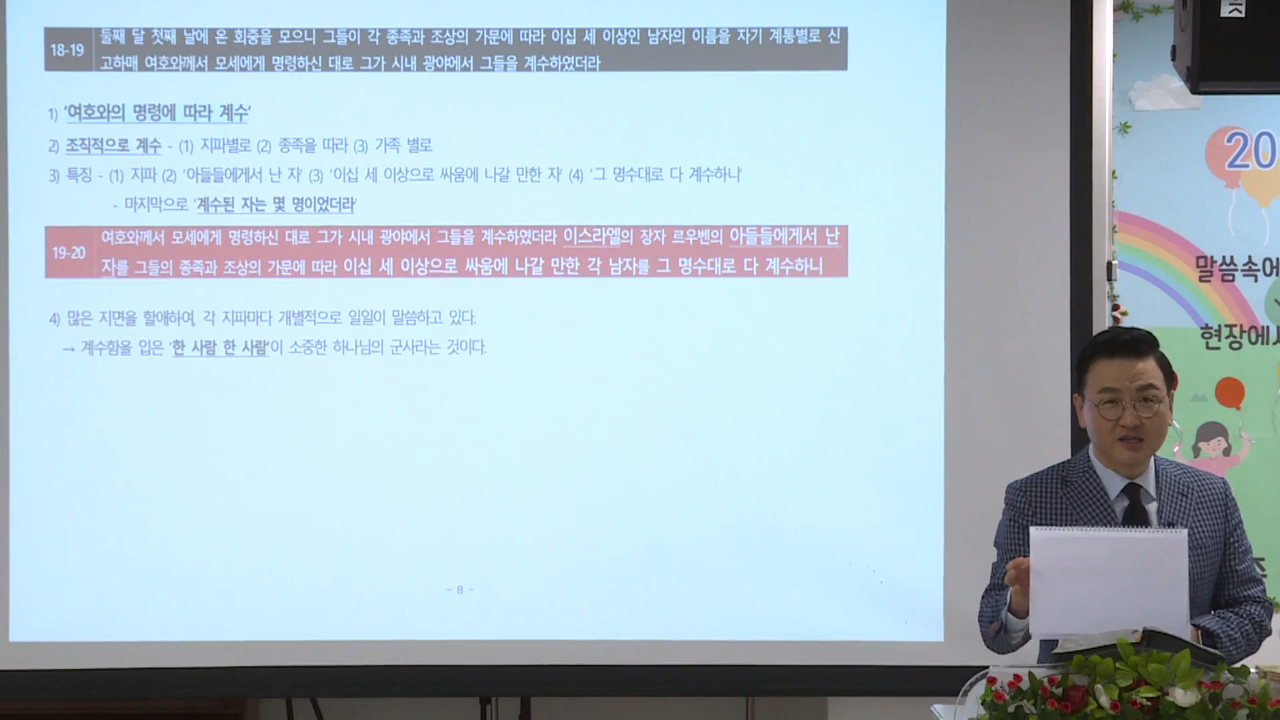 18-19
둘째 달 첫째 날에 온 회중을 모으니 그들이 각 종족과 조상의 가문에 따라 이십 세 이상인 남자의 이름을 자기 계통별로 신
고하매 여호와께서 모세에게 명령하신 대로 그가 시내 광야에서 그들을 계수하였더라
1) '여호와의 명령에 따라 계수'
2) 조직적으로 계수 - (1) 지파별로 (2) 종족을 따라 (3) 가족 별로
3) 특징 - (1) 지파 (2) '아들들에게서 난 자' (3) '이십 세 이상으로 싸움에 나갈 만한 자' (4) '그 명수대로 다 계수하니'
- 마지막으로 '계수된 자는 몇 명이었더라'
19-20
여호와께서 모세에게 명령하신 대로 그가 시내 광야에서 그들을 계수하였더라 이스라엘의 장자 르우벤의 아들들에게서 난
자를 그들의 종족과 조상의 가문에 따라 이십 세 이상으로 싸움에 나갈 만한 각 남자를 그 명수대로 다 계수하니
4) 많은 지면을 할애하여, 각 지파마다 개별적으로 일일이 말씀하고 있다.
→ 계수함을 입은 '한 사람 한 사람'이 소중한 하나님의 군사라는 것이다.
- 8 -
20
말씀속에
현장에서